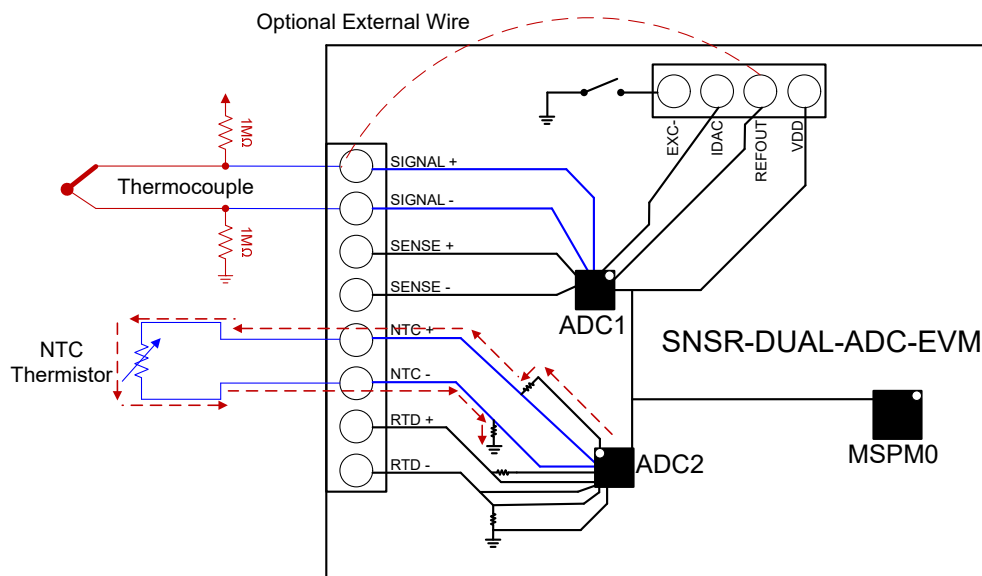 Optional External Wire
EXC-
IDAC
REFOUT
VDD
1MΩ
SIGNAL +
Thermocouple
SIGNAL -
1MΩ
SENSE +
SENSE -
ADC1
NTC +
SNSR-DUAL-ADC-EVM
NTC
Thermistor
NTC -
RTD +
RTD -
ADC2
MSPM0